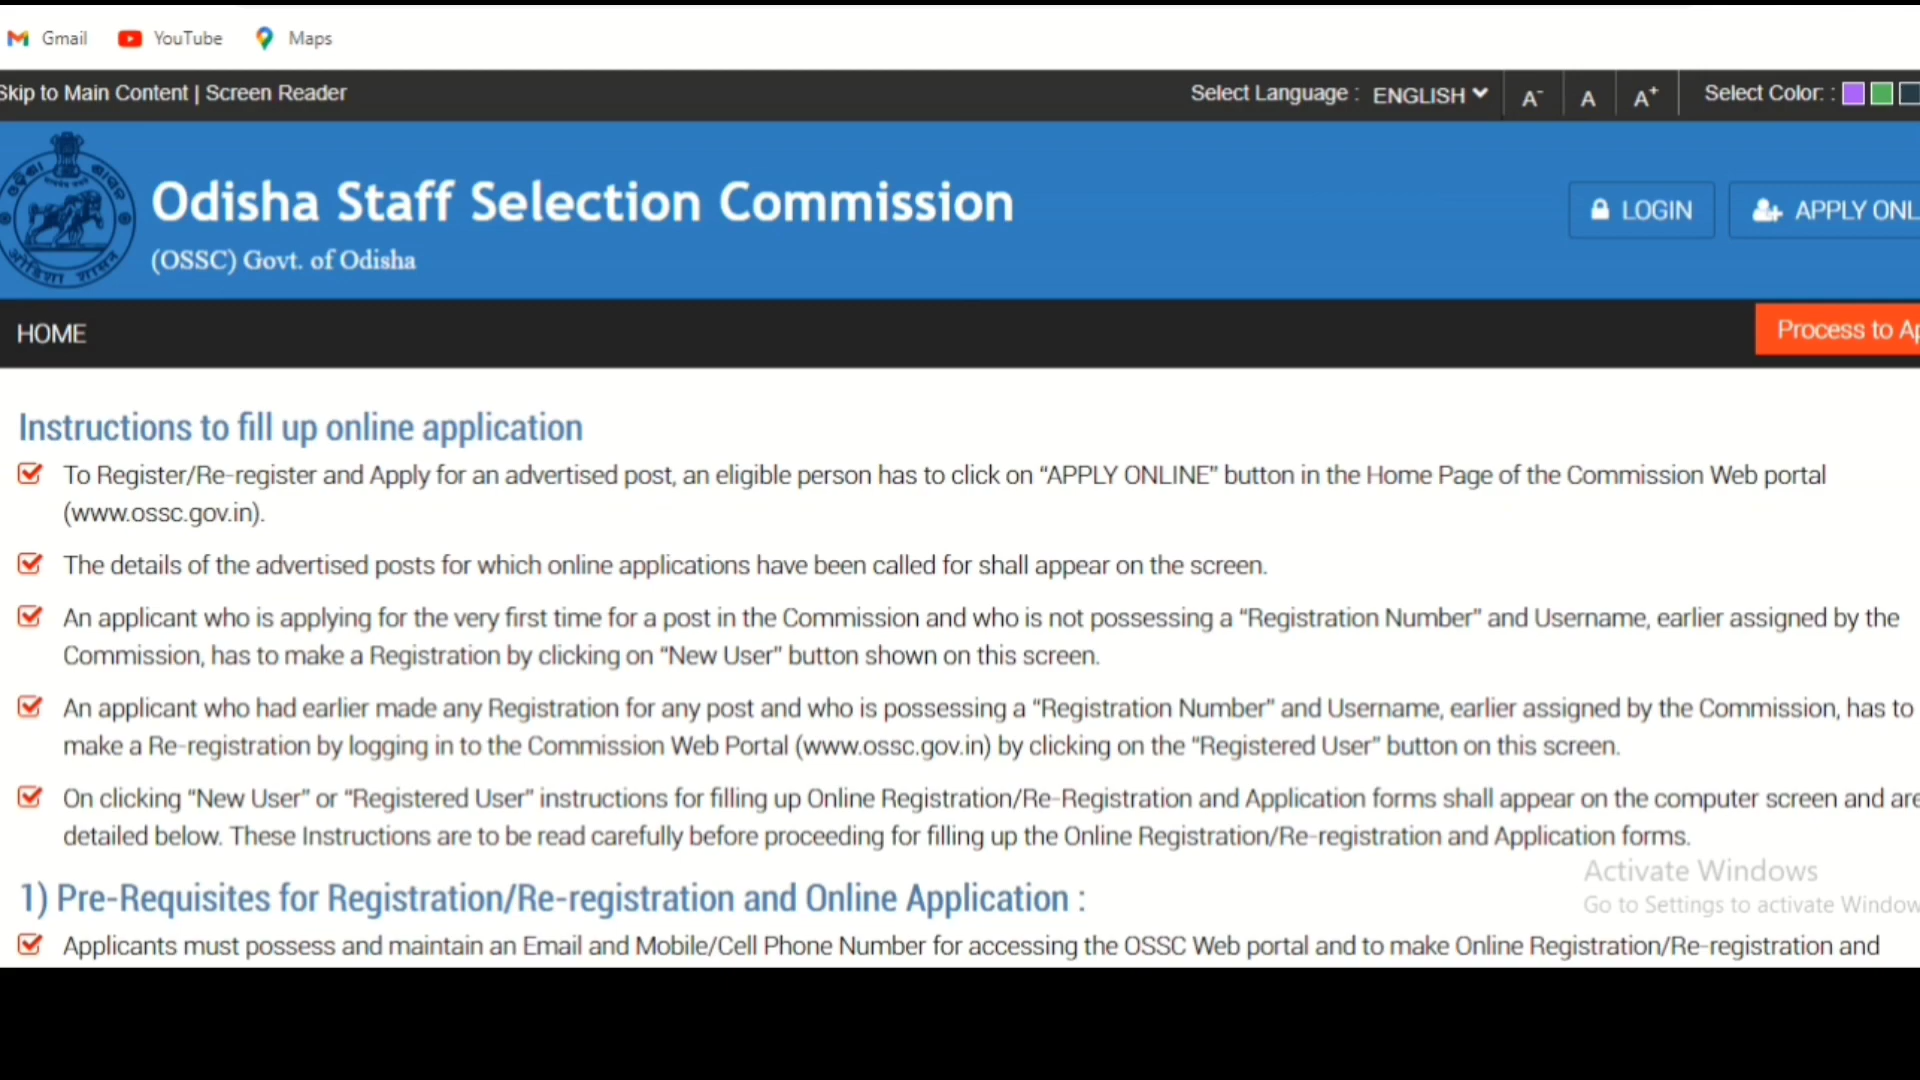 Gmail YouTube Maps
Skip to Main Content | Screen Reader Select Language : ENGLISH A- A A+ Select Color: :
Odisha Staff Selection Commission
(OSSC) Govt. of Odisha
LOGIN APPLY ONL
HOME Process to Ap
Instructions to fill up online application
To Register/Re-register and Apply for an advertised post, an eligible person has to click on “APPLY ONLINE” button in the Home Page of the Commission Web portal
(www.ossc.gov.in).
The details of the advertised posts for which online applications have been called for shall appear on the screen.
An applicant who is applying for the very first time for a post in the Commission and who is not possessing a “Registration Number” and Username, earlier assigned by the
Commission, has to make a Registration by clicking on “New User” button shown on this screen.
An applicant who had earlier made any Registration for any post and who is possessing a “Registration Number” and Username, earlier assigned by the Commission, has to
make a Re-registration by logging in to the Commission Web Portal (www.ossc.gov.in) by clicking on the “Registered User” button on this screen.
On clicking “New User” or “Registered User” instructions for filling up Online Registration/Re-Registration and Application forms shall appear on the computer screen and are
detailed below. These Instructions are to be read carefully before proceeding for filling up the Online Registration/Re-registration and Application forms.
Activate Windows
Go to Settings to activate Window
1) Pre-Requisites for Registration/Re-registration and Online Application :
Applicants must possess and maintain an Email and Mobile/Cell Phone Number for accessing the OSSC Web portal and to make Online Registration/Re-registration and